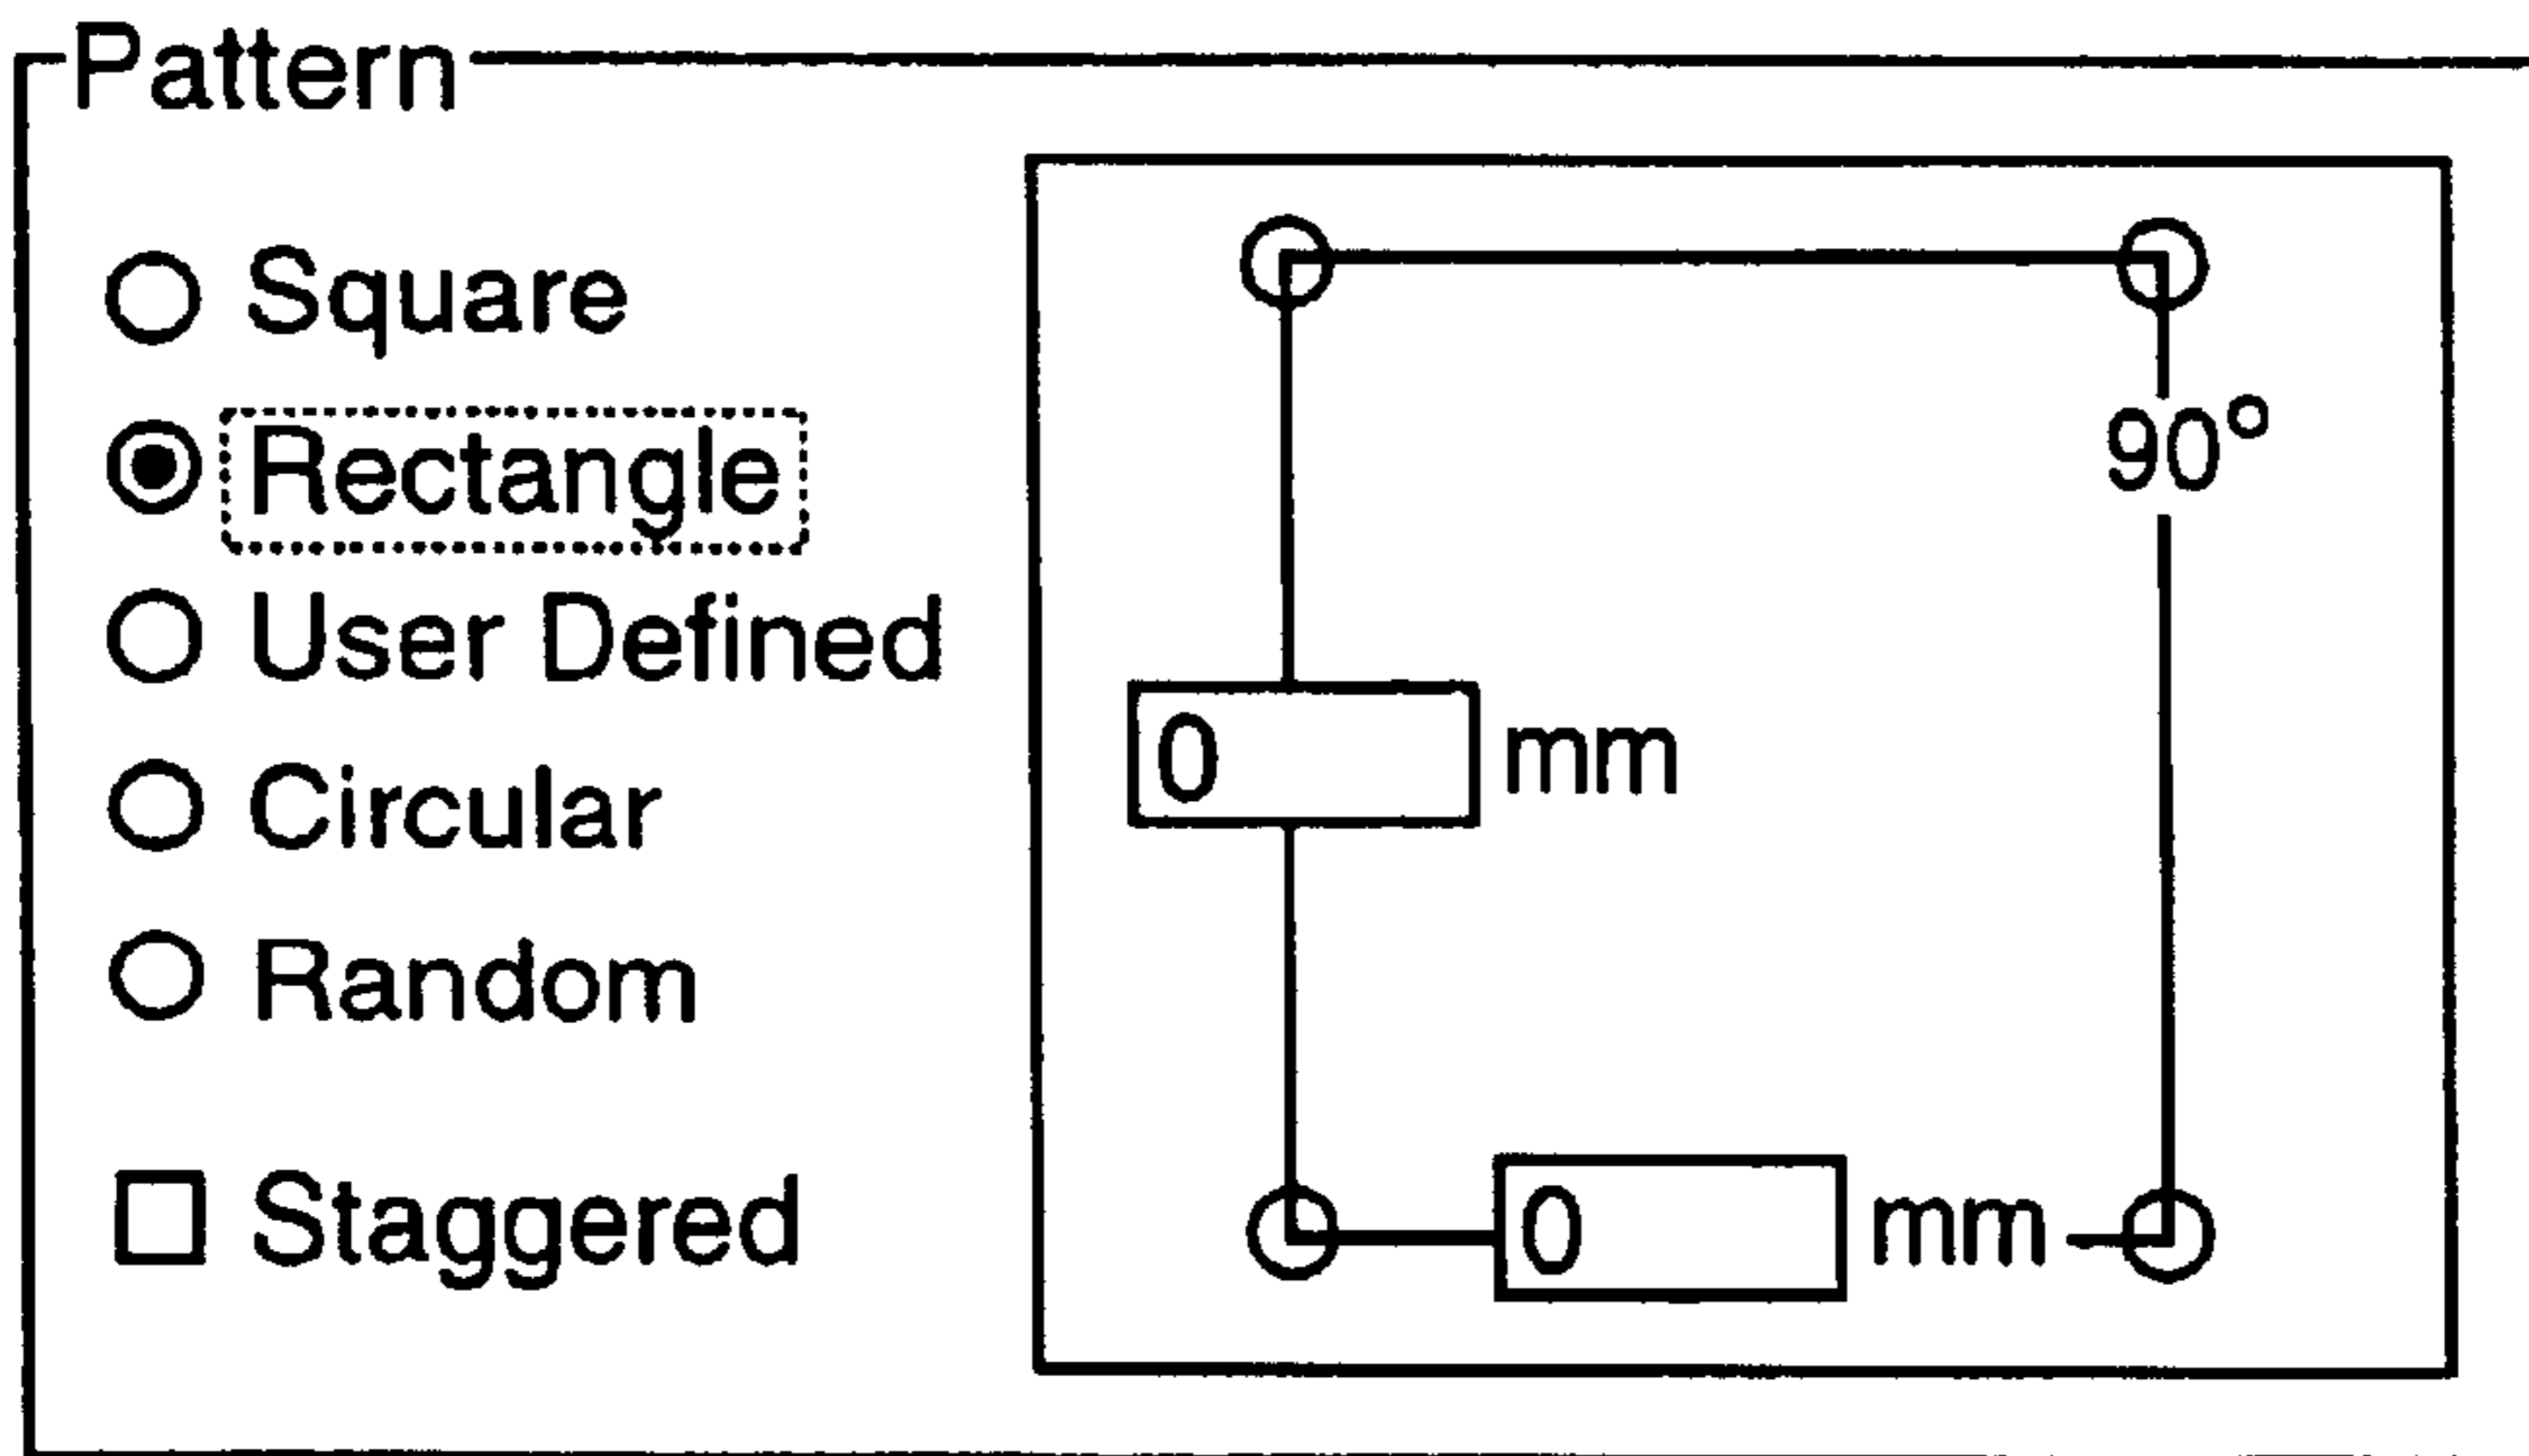 Pattern
Square
Rectangle
User Defined
Circular
Random
Staggered
90°
0 mm
0 mm